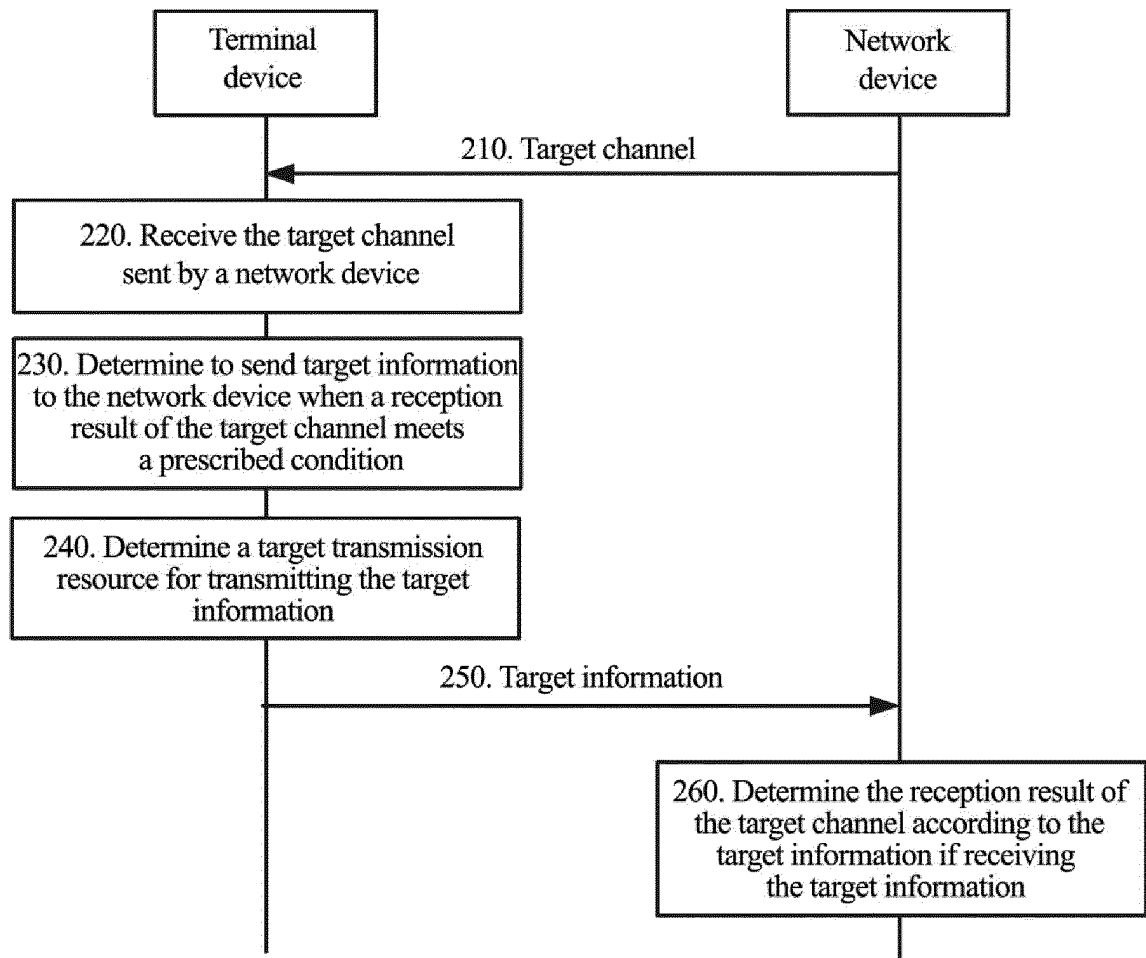 Terminal
device
Network
device
210. Target channel
220. Receive the target channel
sent by a network device
230. Determine to send target information
to the network device when a reception
result of the target channel meets
a prescribed condition
240. Determine a target transmission
resource for transmitting the target
information
250. Target information
260. Determine the reception result of
the target channel according to the
target information if receiving
the target information